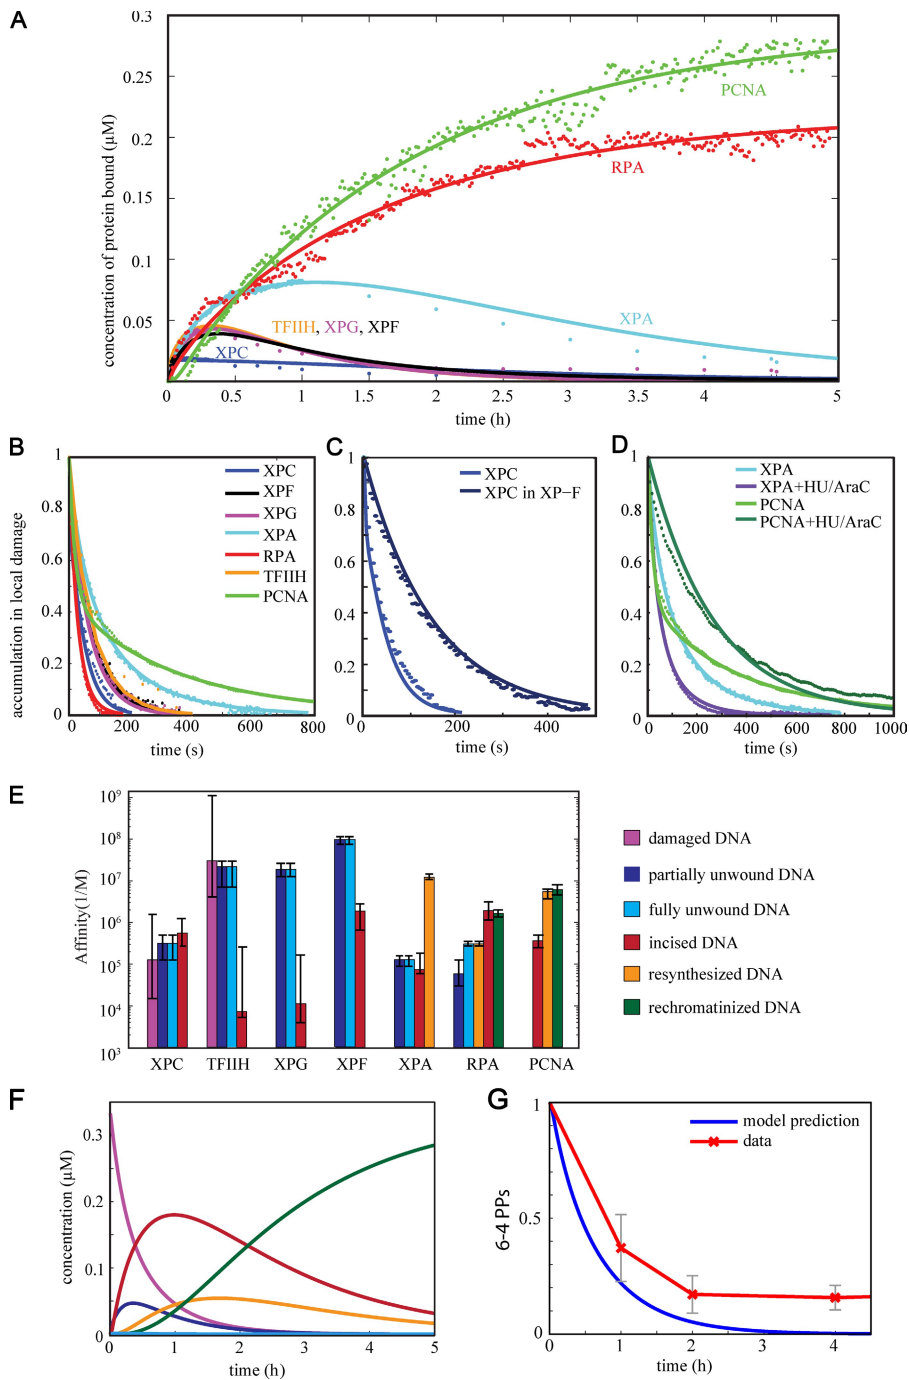 A
0.3
0.25
0.2
0.15
0.1
0.05
concentration of protein bound (μM)
PCNA
RPA
XPA
TFIIH, XPG, XPF
XPC
0 0.5 1 1.5 2 2.5 3 3.5 4 4.5 5
time (h)
B
1
0.8
0.6
0.4
0.2
0
accumulation in local damage
XPC
XPF
XPG
XPA
RPA
TFIIH
PCNA
0 200 400 600 800
time (s)
C
1
0.8
0.6
0.4
0.2
0
XPC
XPC in XP−F
0 200 400
time (s)
D
1
0.8
0.6
0.4
0.2
0
XPA
XPA+HU/AraC
PCNA
PCNA+HU/AraC
0 200 400 600 800 1000
time (s)
E
10⁹
10⁸
10⁷
10⁶
10⁵
10⁴
10³
Affinity(1/M)
XPC TFIIH XPG XPF XPA RPA PCNA
damaged DNA
partially unwound DNA
fully unwound DNA
incised DNA
resynthesized DNA
rechromatinized DNA
F
0.3
0.2
0.1
0
concentration (μM)
0 1 2 3 4 5
time (h)
G
1
0.5
0
6-4 PPs
model prediction
data
0 1 2 3 4
time (h)